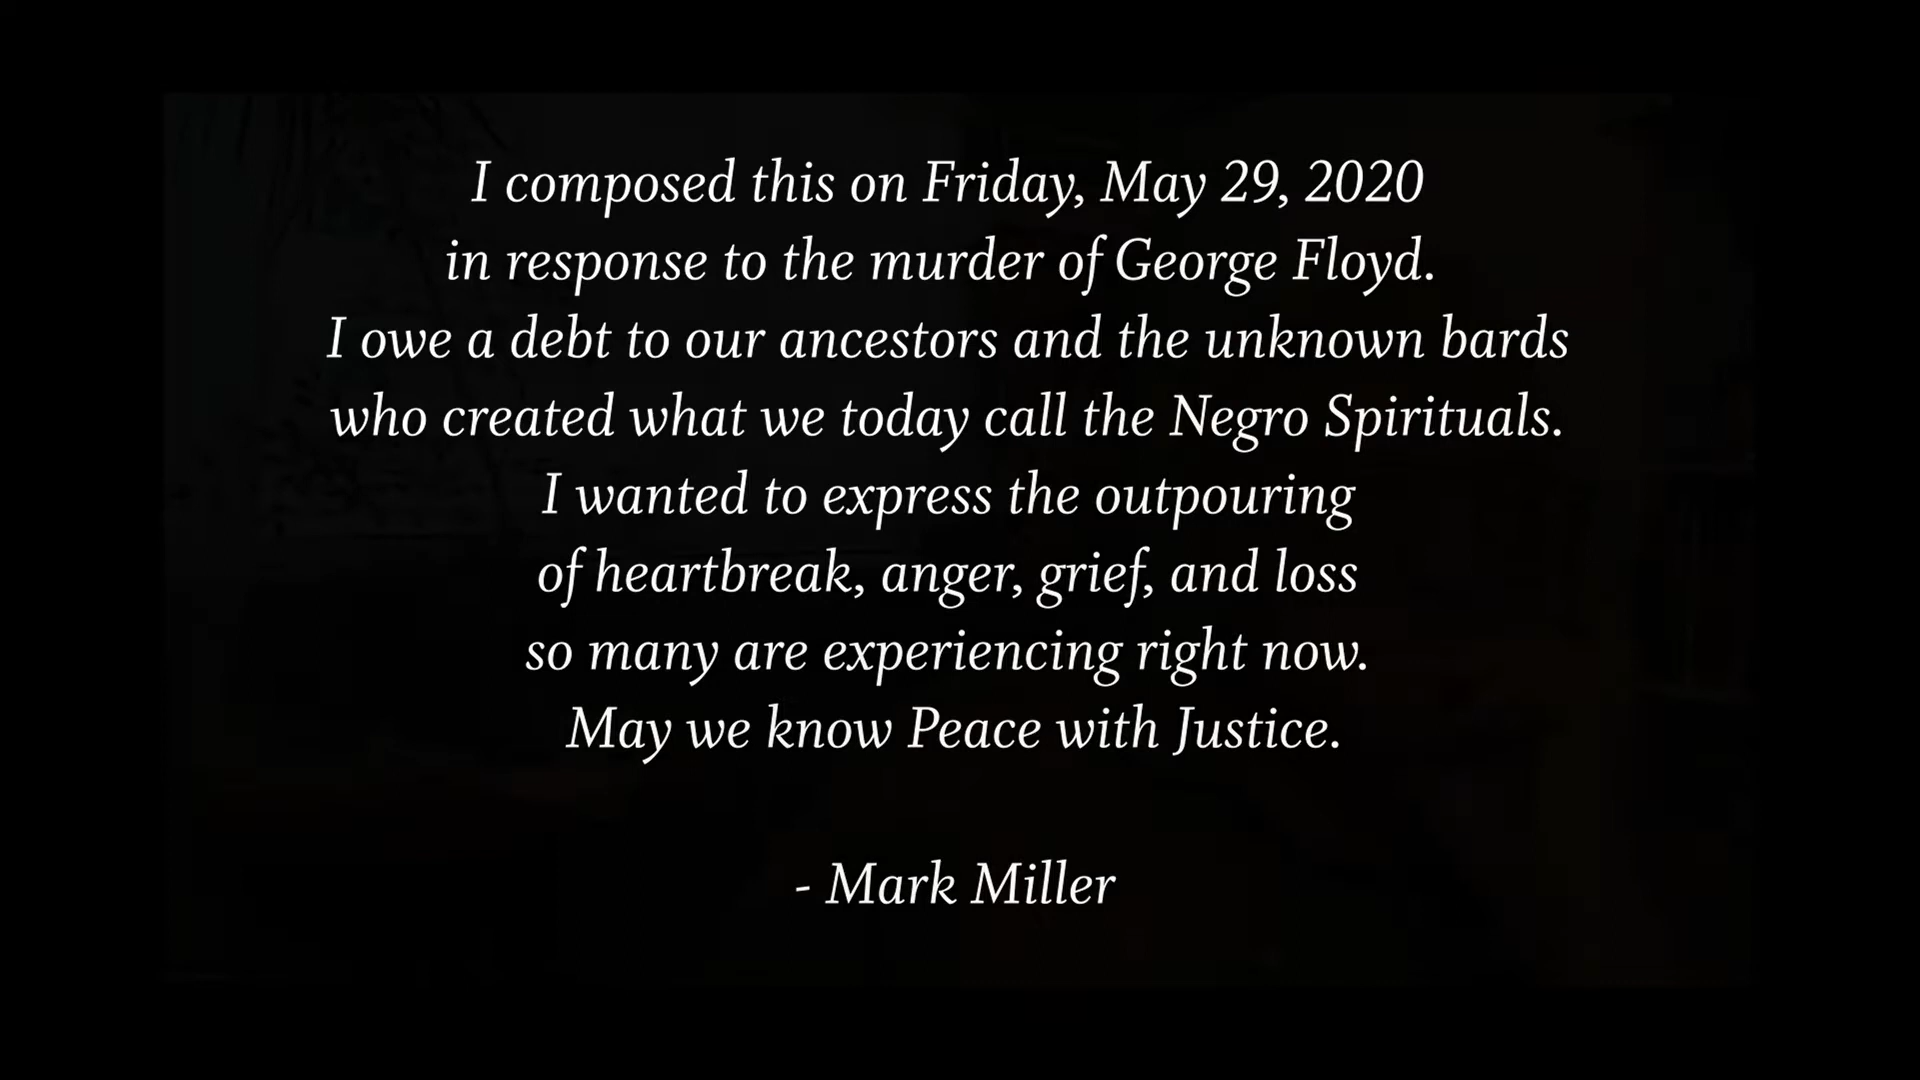 I composed this on Friday, May 29, 2020
in response to the murder of George Floyd.
I owe a debt to our ancestors and the unknown bards
who created what we today call the Negro Spirituals.
I wanted to express the outpouring
of heartbreak, anger, grief, and loss
so many are experiencing right now.
May we know Peace with Justice.
- Mark Miller